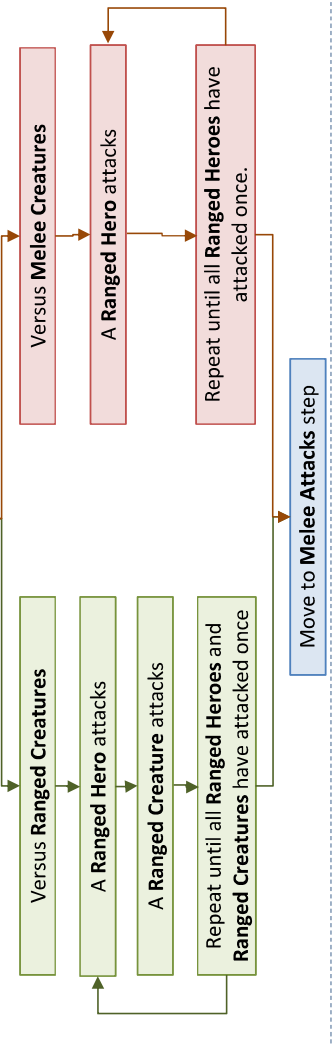 Versus Ranged Creatures
A Ranged Hero attacks
A Ranged Creature attacks
Repeat until all Ranged Heroes and
Ranged Creatures have attacked once
Versus Melee Creatures
A Ranged Hero attacks
Repeat until all Ranged Heroes have
attacked once.
Move to Melee Attacks step